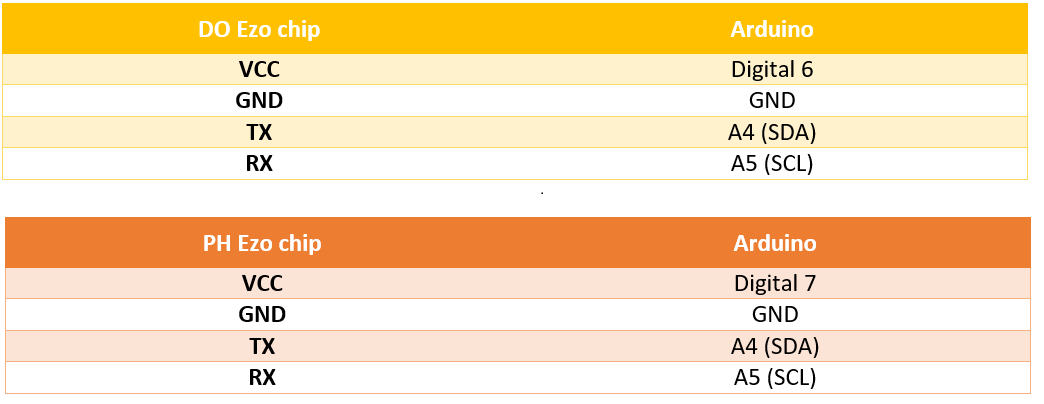 DO Ezo chip Arduino
VCC Digital 6
GND GND
TX A4 (SDA)
RX A5 (SCL)
.
PH Ezo chip Arduino
VCC Digital 7
GND GND
TX A4 (SDA)
RX A5 (SCL)